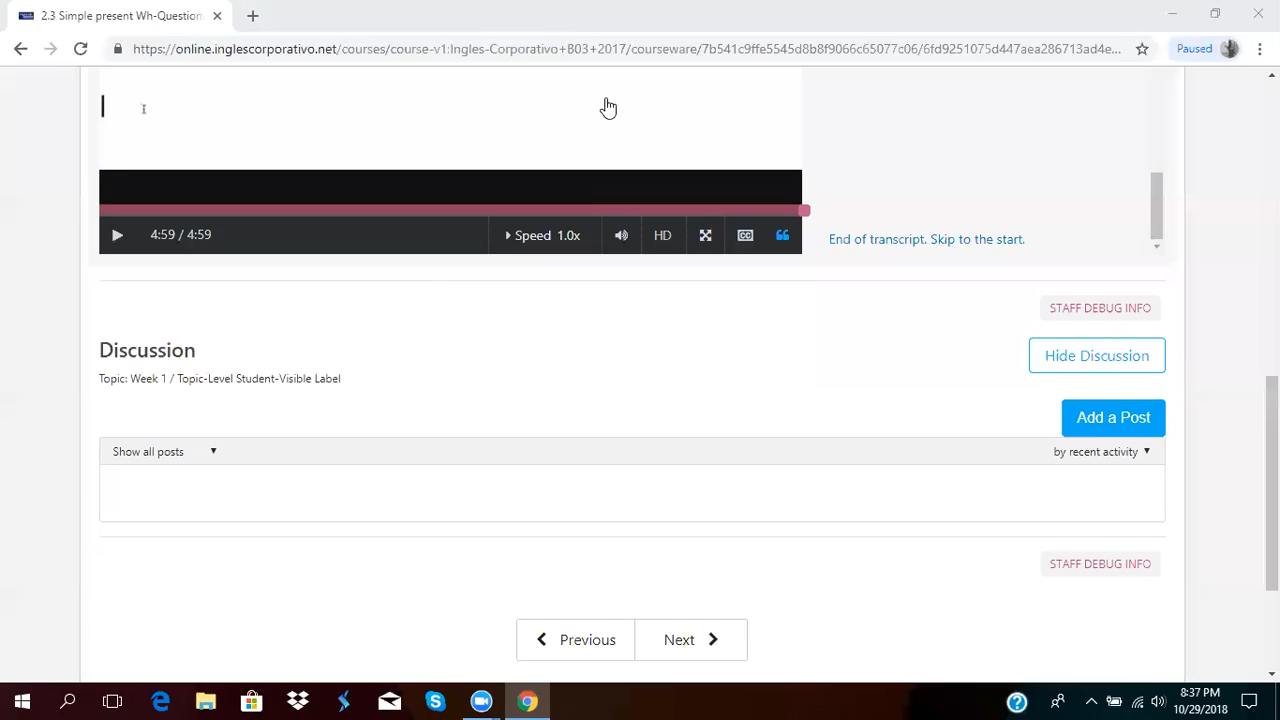 2.3 Simple present Wh-Question
https://online.inglescorporativo.net/courses/course-v1:Ingles-Corporativo+B03+2017/courseware/7b541c9ffe5545d8b8f9066c65077c06/6fd9251075d447aea286713ad4e...
Paused
4:59 / 4:59
Speed 1.0x
HD
CC
End of transcript. Skip to the start.
STAFF DEBUG INFO
Discussion
Hide Discussion
Topic: Week 1 / Topic-Level Student-Visible Label
Add a Post
Show all posts
by recent activity
STAFF DEBUG INFO
Previous
Next
8:37 PM
10/29/2018